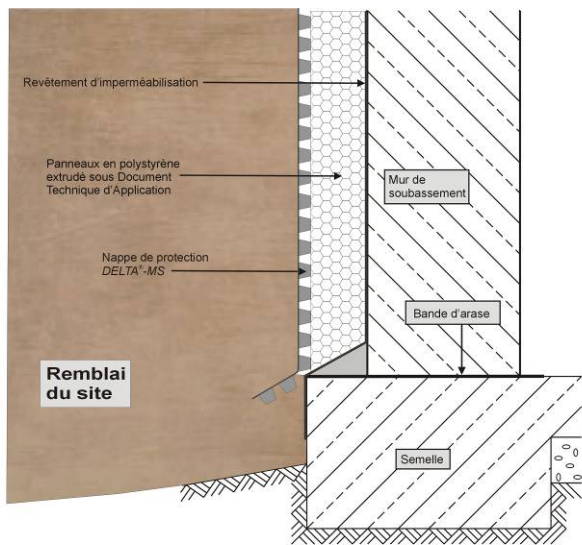 Revêtement d'imperméabilisation
Panneaux en polystyrène
extrudé sous Document
Technique d'Application
Mur de
soubassement
Nappe de protection
DELTA®-MS
Bande d'arase
Remblai
du site
Semelle